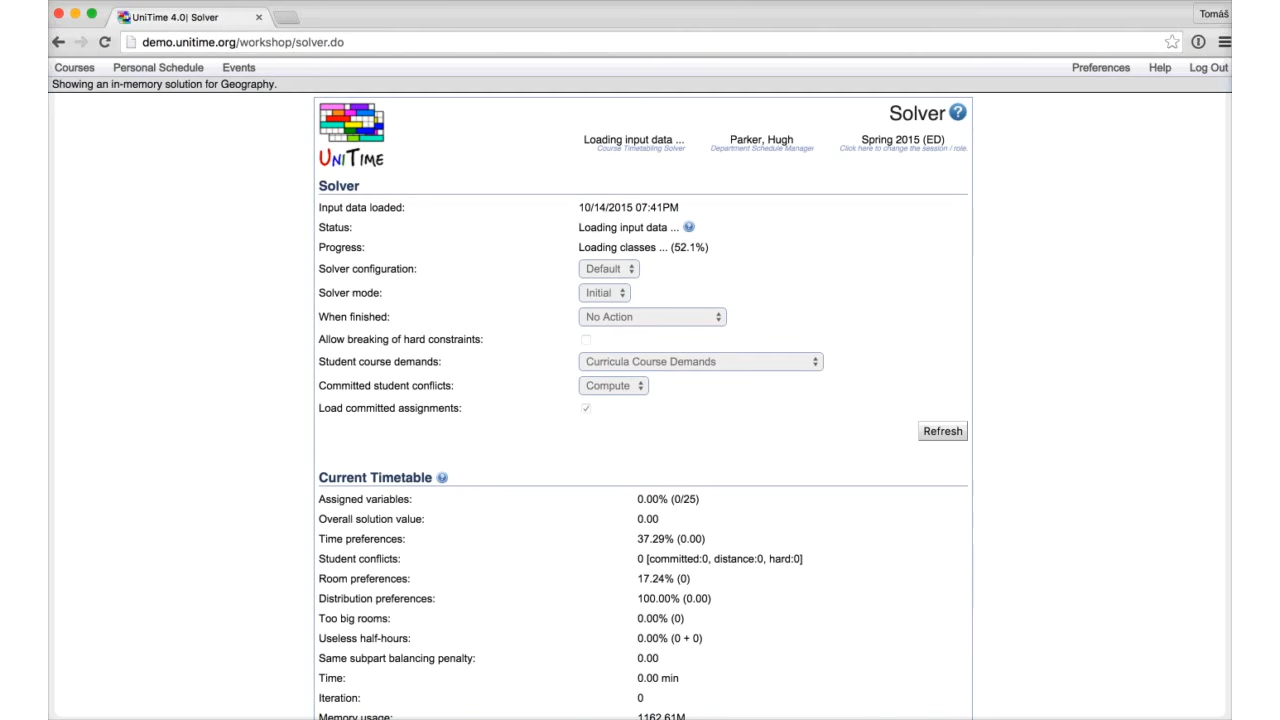 UniTime 4.0| Solver
Tomáš
demo.unitime.org/workshop/solver.do
Courses Personal Schedule Events Preferences Help Log Out
Showing an in-memory solution for Geography.
UNITIME
Solver
Loading input data ... Parker, Hugh Spring 2015 (ED)
Course Timetabling Solver Department Schedule Manager Click here to change the session / role.
Solver
Input data loaded: 10/14/2015 07:41PM
Status: Loading input data ...
Progress: Loading classes ... (52.1%)
Solver configuration: Default
Solver mode: Initial
When finished: No Action
Allow breaking of hard constraints:
Student course demands: Curricula Course Demands
Committed student conflicts: Compute
Load committed assignments:
Refresh
Current Timetable
Assigned variables: 0.00% (0/25)
Overall solution value: 0.00
Time preferences: 37.29% (0.00)
Student conflicts: 0 [committed:0, distance:0, hard:0]
Room preferences: 17.24% (0)
Distribution preferences: 100.00% (0.00)
Too big rooms: 0.00% (0)
Useless half-hours: 0.00% (0 + 0)
Same subpart balancing penalty: 0.00
Time: 0.00 min
Iteration: 0
Memory usage: 1162.61M